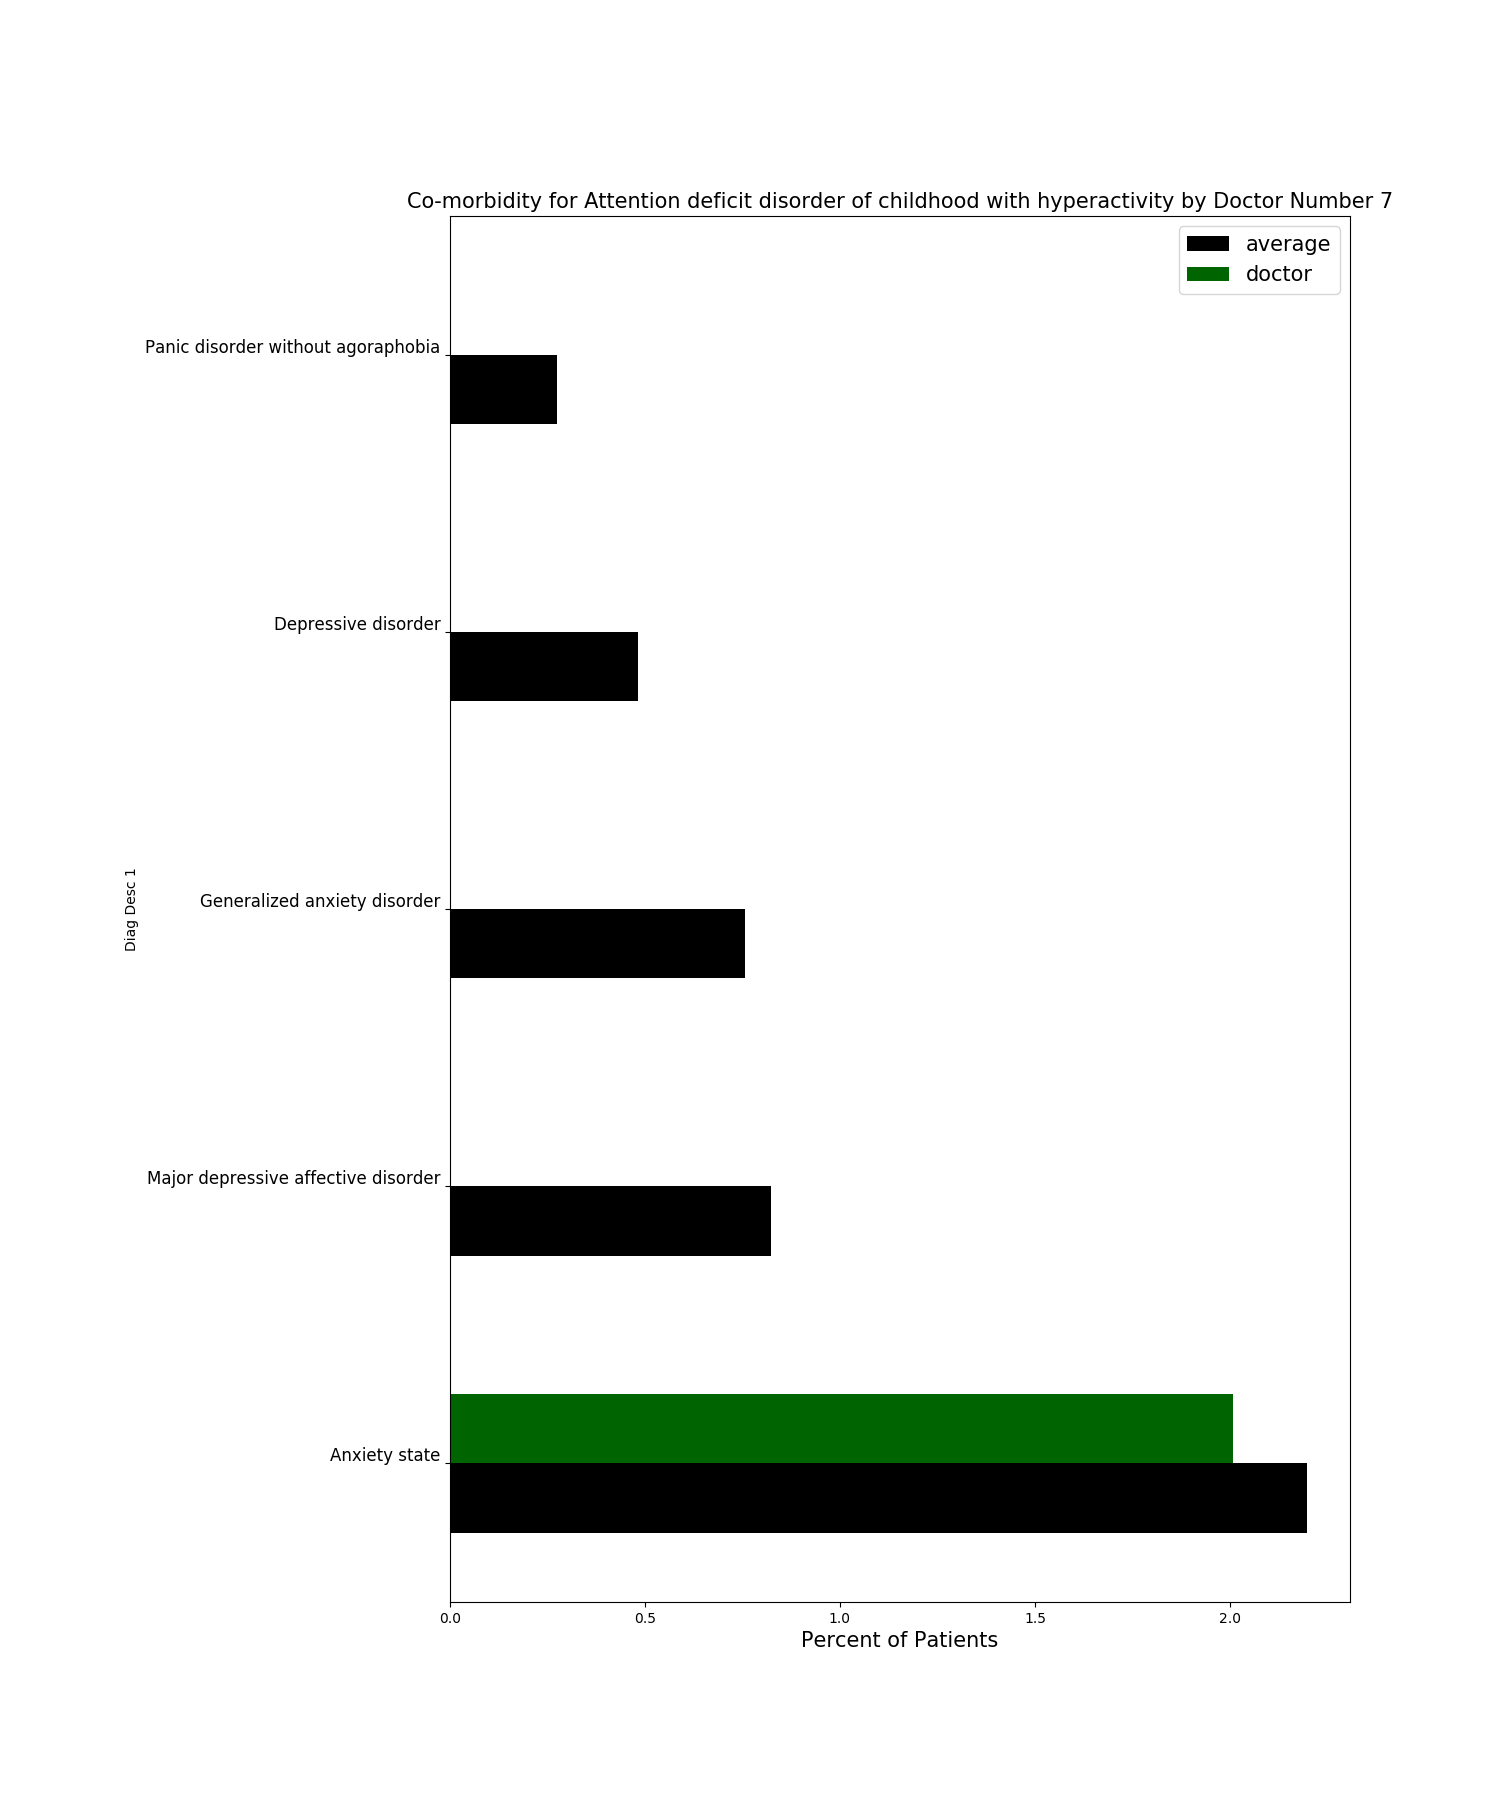 Co-morbidity for Attention deficit disorder of childhood with hyperactivity by Doctor Number 7
average
doctor
Panic disorder without agoraphobia
Depressive disorder
Generalized anxiety disorder
Major depressive affective disorder
Anxiety state
Diag Desc 1
0.0 0.5 1.0 1.5 2.0
Percent of Patients